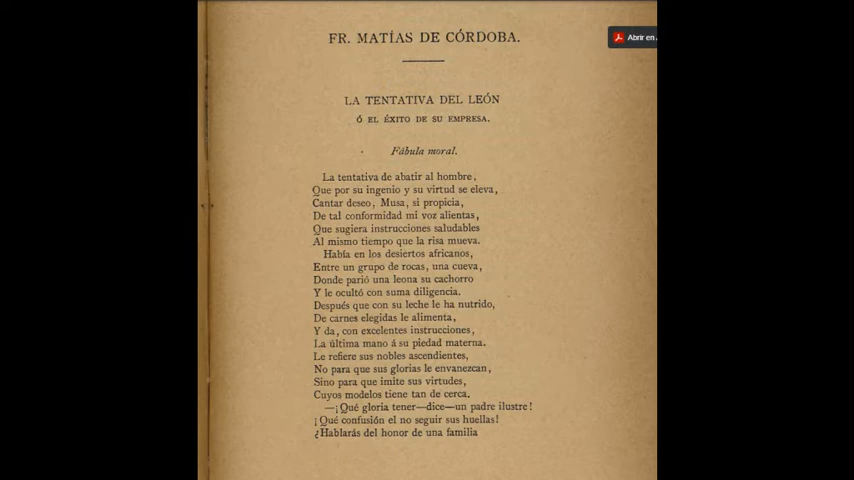 FR. MATÍAS DE CÓRDOBA.
Abrir en
LA TENTATIVA DEL LEÓN
Ó EL ÉXITO DE SU EMPRESA.
Fábula moral.
La tentativa de abatir al hombre,
Que por su ingenio y su virtud se eleva,
Cantar deseo, Musa, si propicia,
De tal conformidad mi voz alientas,
Que sugiera instrucciones saludables
Al mismo tiempo que la risa mueva.
Había en los desiertos africanos,
Entre un grupo de rocas, una cueva,
Donde parió una leona su cachorro
Y le ocultó con suma diligencia.
Después que con su leche le ha nutrido,
De carnes elegidas le alimenta,
Y da, con excelentes instrucciones,
La última mano á su piedad materna.
Le refiere sus nobles ascendientes,
No para que sus glorias le envanezcan,
Sino para que imite sus virtudes,
Cuyos modelos tiene tan de cerca.
—¡Qué gloria tener—dice—un padre ilustre!
¡Qué confusión el no seguir sus huellas!
¿Hablarás del honor de una familia